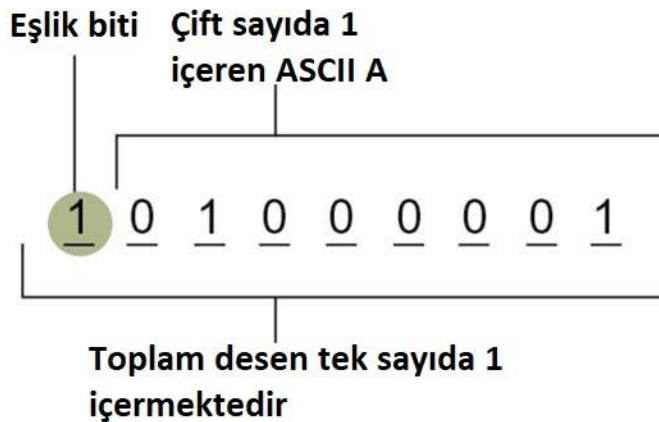 Eşlik biti
Çift sayıda 1
içeren ASCII A
1 0 1 0 0 0 0 0 1
Toplam desen tek sayıda 1
içermektedir